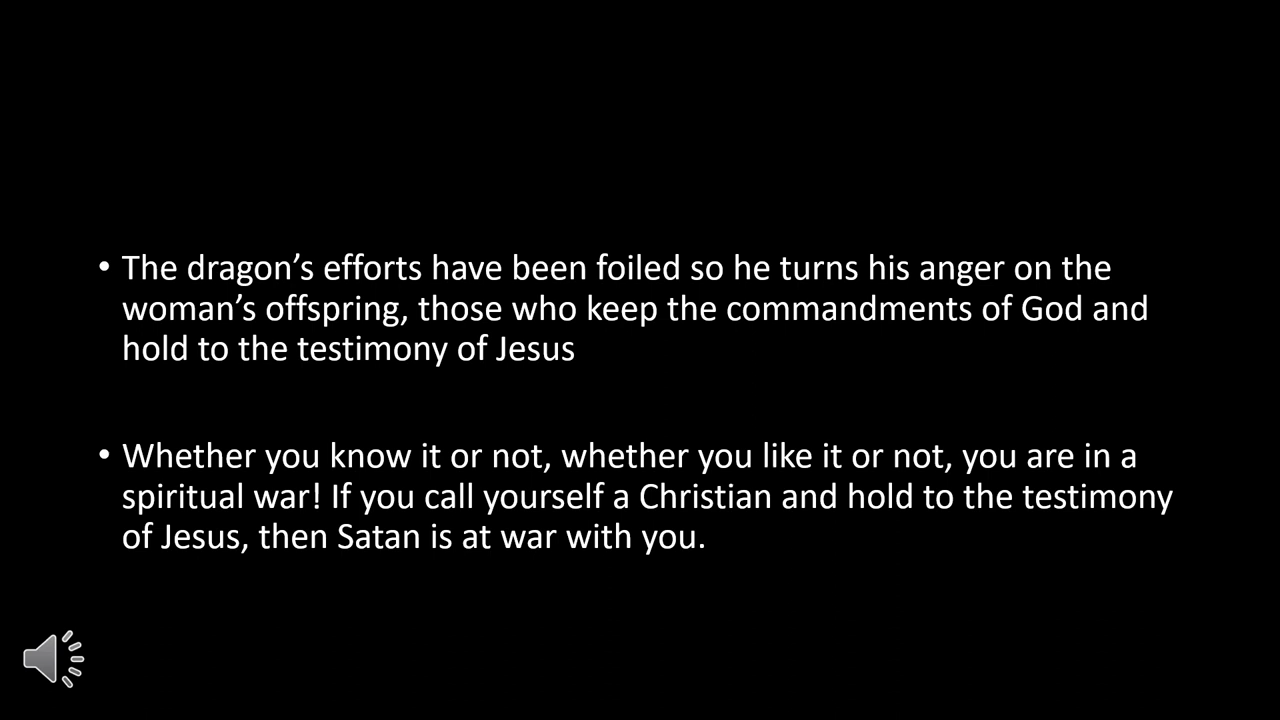 • The dragon’s efforts have been foiled so he turns his anger on the
woman’s offspring, those who keep the commandments of God and
hold to the testimony of Jesus
• Whether you know it or not, whether you like it or not, you are in a
spiritual war! If you call yourself a Christian and hold to the testimony
of Jesus, then Satan is at war with you.